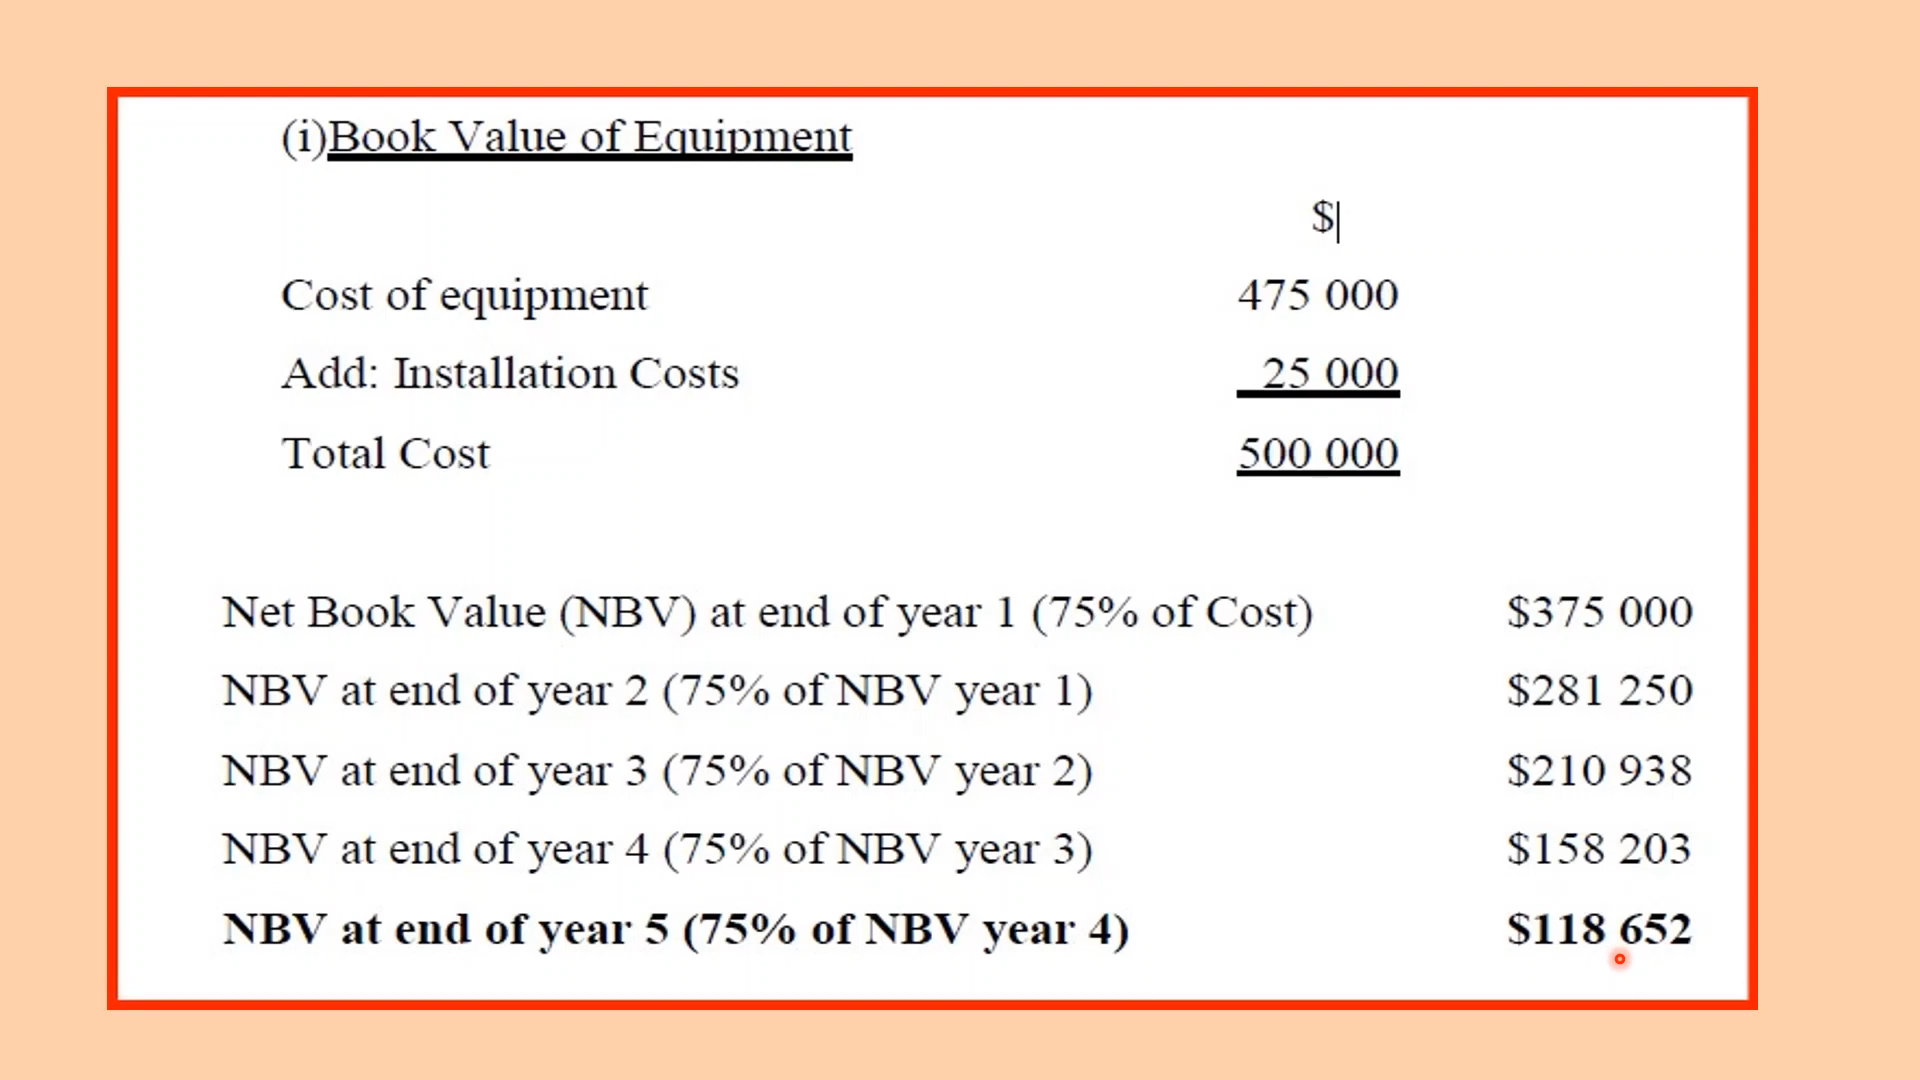 (i)Book Value of Equipment
$
Cost of equipment 475 000
Add: Installation Costs 25 000
Total Cost 500 000
Net Book Value (NBV) at end of year 1 (75% of Cost) $375 000
NBV at end of year 2 (75% of NBV year 1) $281 250
NBV at end of year 3 (75% of NBV year 2) $210 938
NBV at end of year 4 (75% of NBV year 3) $158 203
NBV at end of year 5 (75% of NBV year 4) $118 652